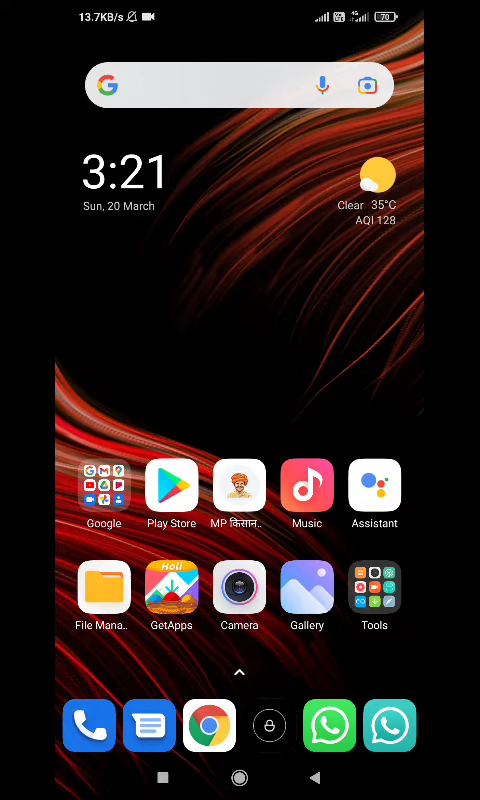 13.7KB/s 4G 70
3:21
Sun, 20 March
Clear 35°C
AQI 128
Google Play Store MP किसान.. Music Assistant
Holi
File Mana.. GetApps Camera Gallery Tools